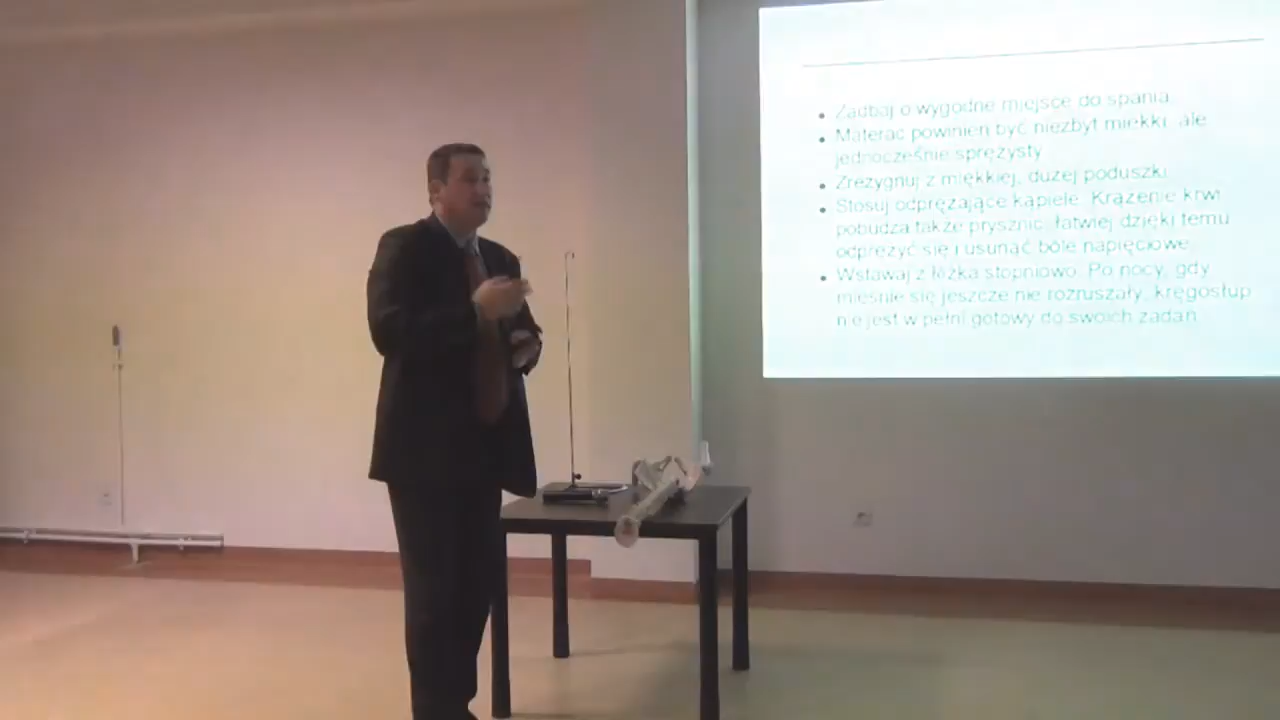 Zadbaj o wygodne miejsce do spania.
Materac powinien być niezbyt miękki, ale
jednocześnie sprężysty.
Zrezygnuj z miękkiej, dużej poduszki.
Stosuj odprężające kąpiele. Krążenie krwi
pobudza także prysznic, łatwiej dzięki temu
odprężyć się i usunąć bóle napięciowe.
Wstawaj z łóżka stopniowo. Po nocy, gdy
mięśnie się jeszcze nie rozruszały, kręgosłup
nie jest w pełni gotowy do swoich zadań.